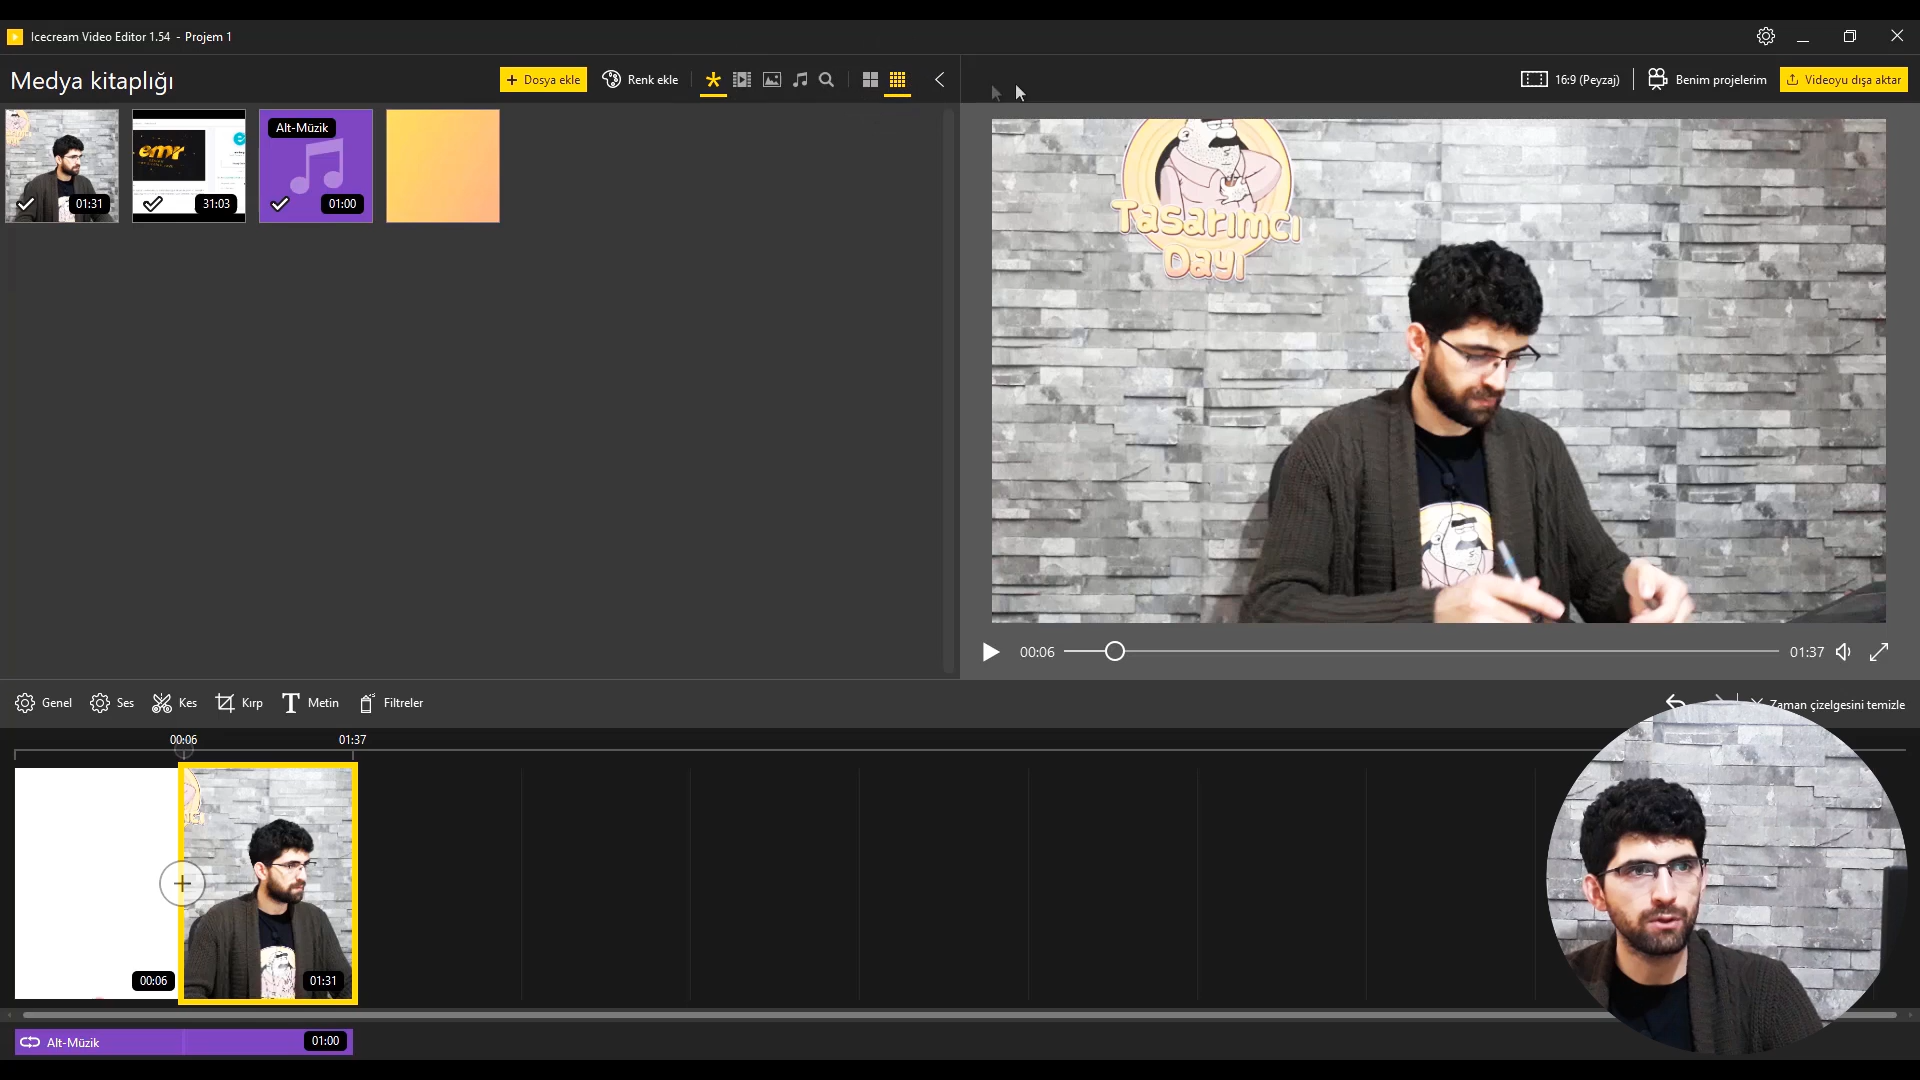 Icecream Video Editor 1.54 - Projem 1
Medya kitaplığı
Dosya ekle
Renk ekle
16:9 (Peyzaj)
Benim projelerim
Videoyu dışa aktar
01:31
emr
31:03
Alt-Müzik
01:00
Tasarımcı
Dayı
00:06
01:37
Genel
Ses
Kes
Kırp
Metin
Filtreler
Zaman çizelgesini temizle
00:06
01:37
00:06
01:31
Alt-Müzik
01:00